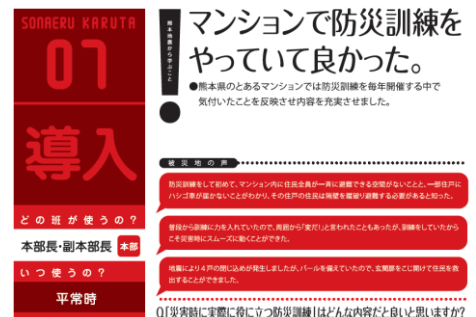 SONAERU KARUTA
01
導入
どの班が使うの？
本部長・副本部長 本部
いつ使うの？
平常時
熊本地震から学ぶこと
マンションで防災訓練を
やっていて良かった。
●熊本県のとあるマンションでは防災訓練を毎年開催する中で
気付いたことを反映させ内容を充実させました。
被災地の声
防災訓練をして初めて、マンション内に住民全員が一斉に避難できる空間がないことと、一部住戸に
ハシゴ車が届かないことがわかり、その住戸の住民は隔壁を蹴破り避難する必要があると知った。
普段から訓練に力を入れていたので、周囲から「変だ!」と言われたこともあったが、訓練をしていたから
こそ災害時にスムーズに動くことができた。
地震により4戸の閉じ込めが発生しましたが、バールを備えていたので、玄関扉をこじ開けて住民を救
出することができました。
Q.「災害時に実際に役に立つ防災訓練」はどんな内容だと良いと思いますか?